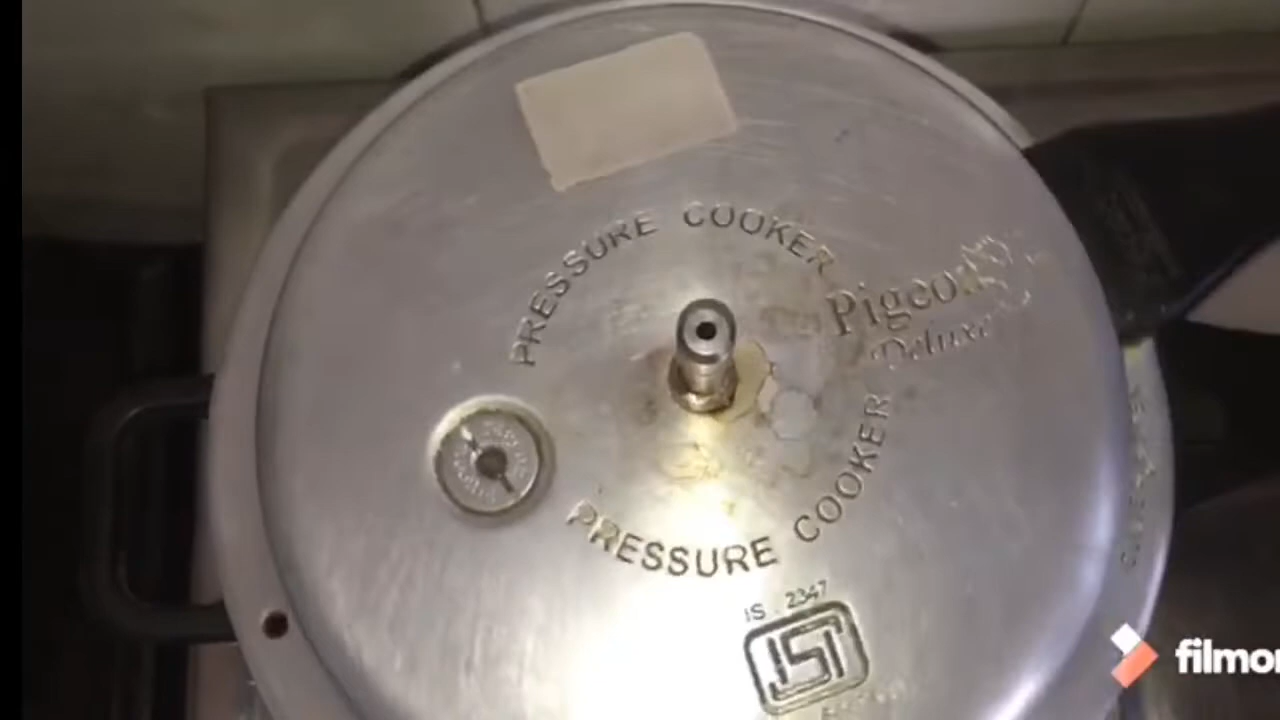 PRESSURE COOKER
Pigeon
Deluxe
PRESSURE COOKER
IS . 2347
ISI
filmor